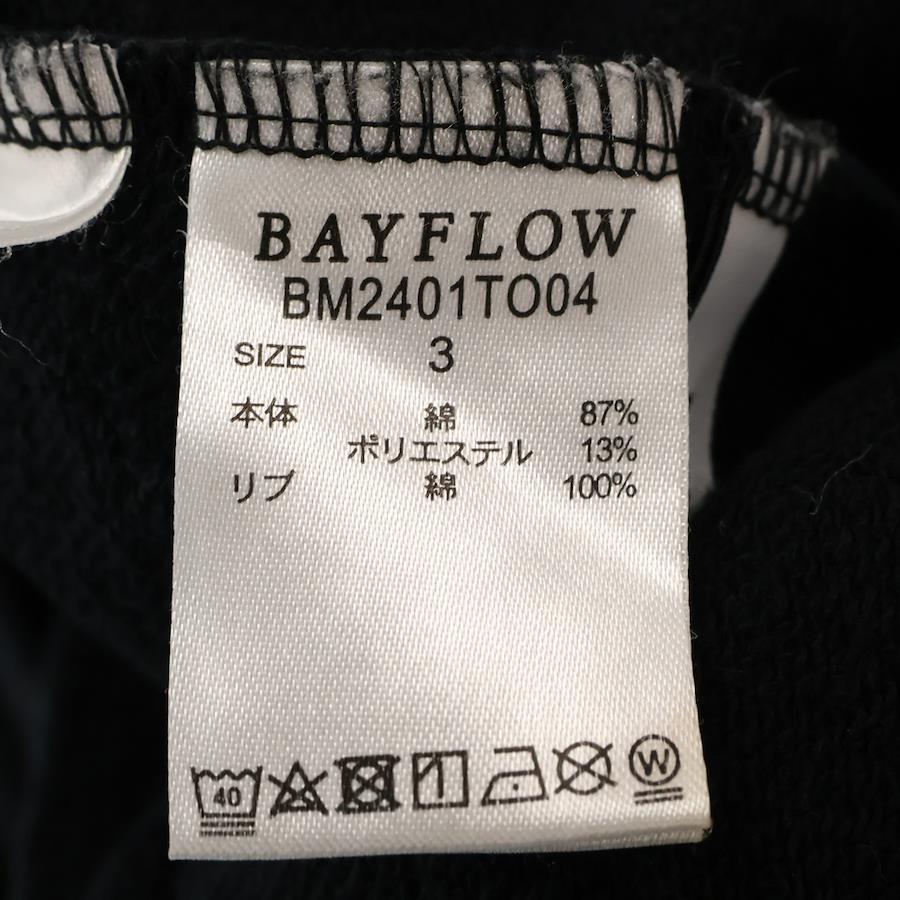 BAYFLOW
BM2401TO04
SIZE 3
本体 綿 87%
ポリエステル 13%
リブ 綿 100%
40
W